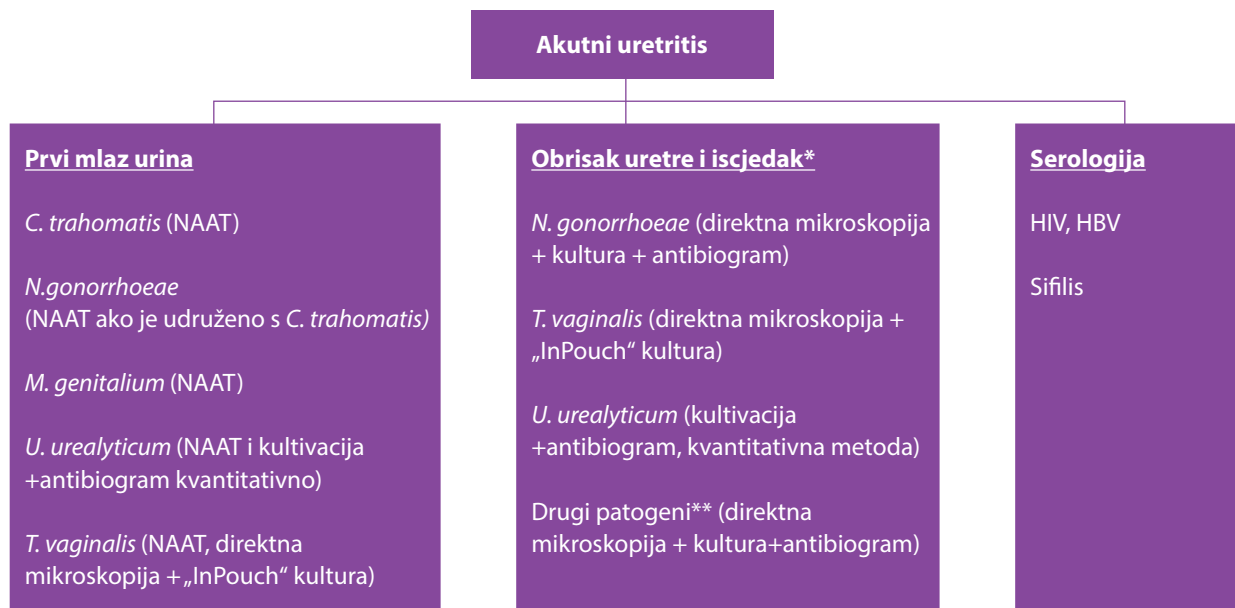 Akutni uretritis
Prvi mlaz urina
C. trahomatis (NAAT)
N.gonorrhoeae
(NAAT ako je udruženo s C. trahomatis)
M. genitalium (NAAT)
U. urealyticum (NAAT i kultivacija
+antibiogram kvantitativno)
T. vaginalis (NAAT, direktna
mikroskopija +„InPouch“ kultura)
Obrisak uretre i iscjedak*
N. gonorrhoeae (direktna mikroskopija
+ kultura + antibiogram)
T. vaginalis (direktna mikroskopija +
„InPouch“ kultura)
U. urealyticum (kultivacija
+antibiogram, kvantitativna metoda)
Drugi patogeni** (direktna
mikroskopija + kultura+antibiogram)
Serologija
HIV, HBV
Sifilis